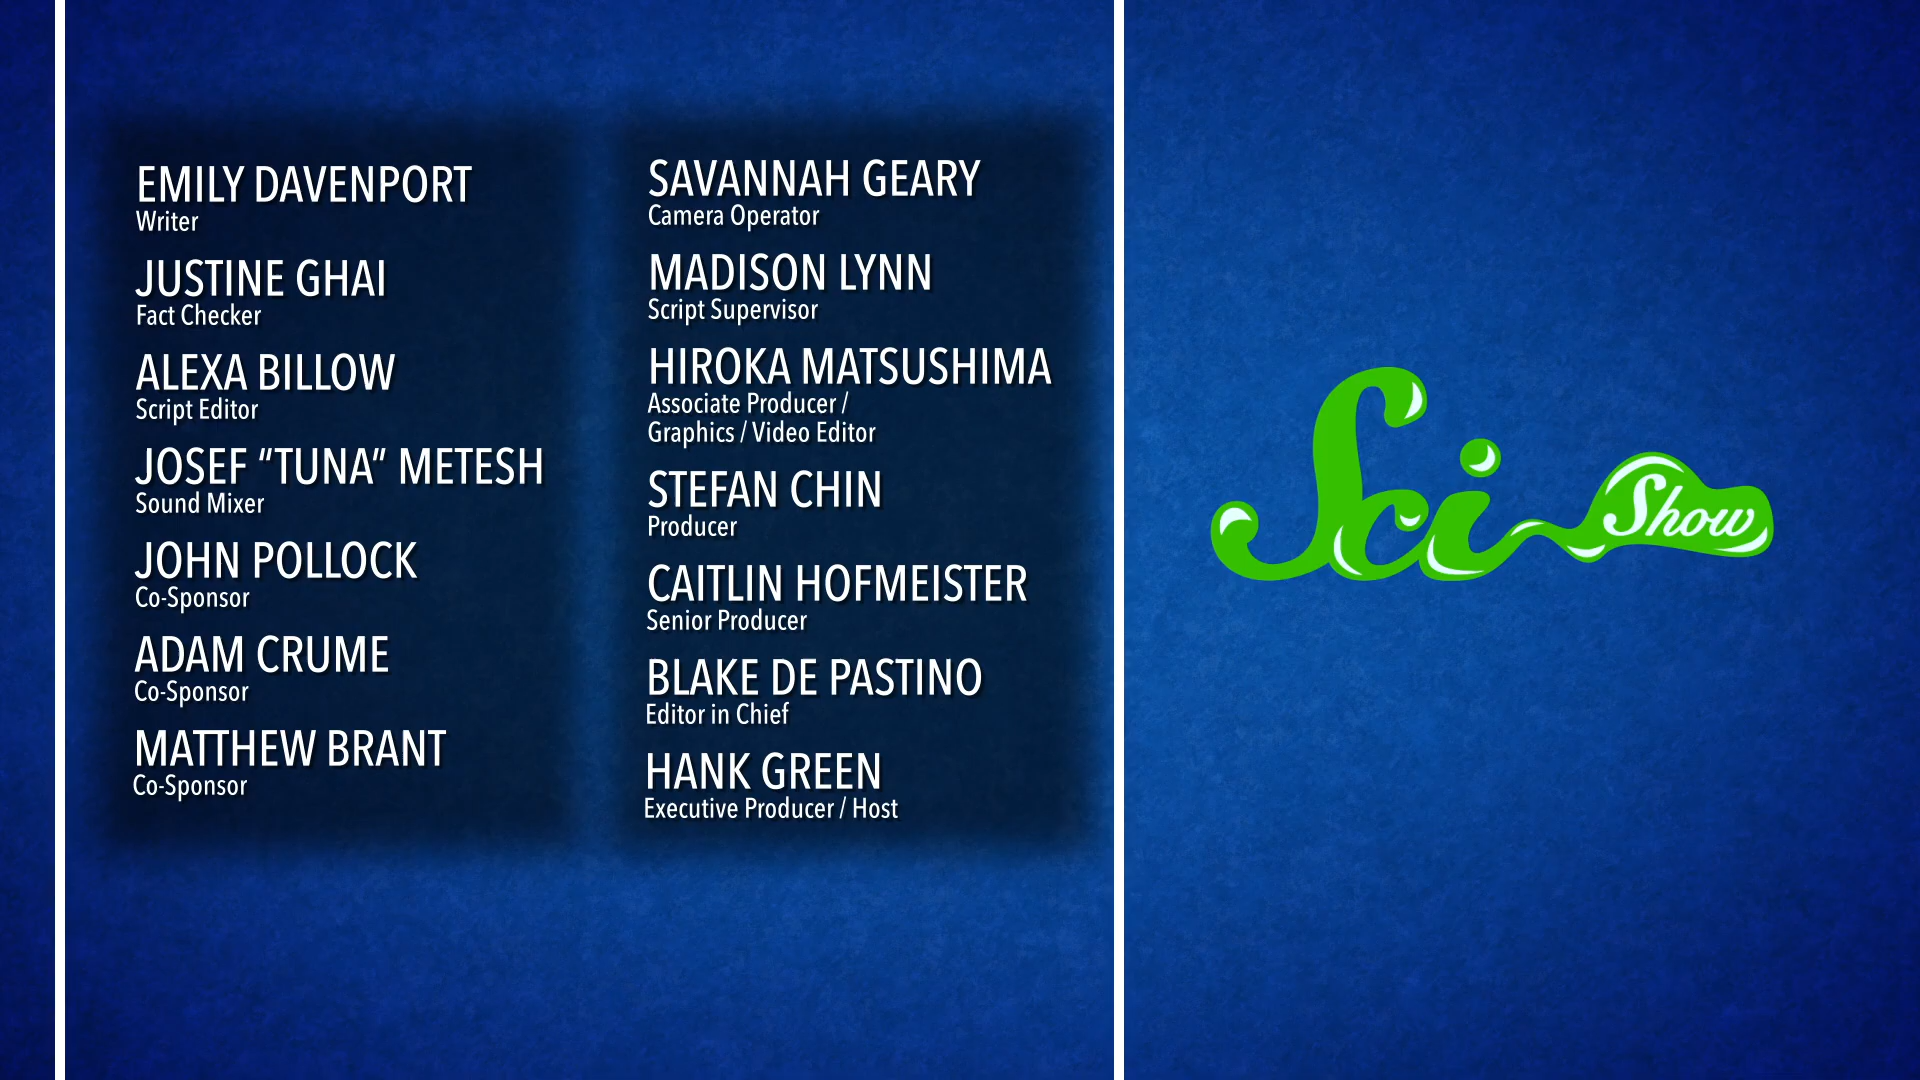 EMILY DAVENPORT
Writer
JUSTINE GHAI
Fact Checker
ALEXA BILLOW
Script Editor
JOSEF “TUNA” METESH
Sound Mixer
JOHN POLLOCK
Co-Sponsor
ADAM CRUME
Co-Sponsor
MATTHEW BRANT
Co-Sponsor
SAVANNAH GEARY
Camera Operator
MADISON LYNN
Script Supervisor
HIROKA MATSUSHIMA
Associate Producer /
Graphics / Video Editor
STEFAN CHIN
Producer
CAITLIN HOFMEISTER
Senior Producer
BLAKE DE PASTINO
Editor in Chief
HANK GREEN
Executive Producer / Host
Sci Show